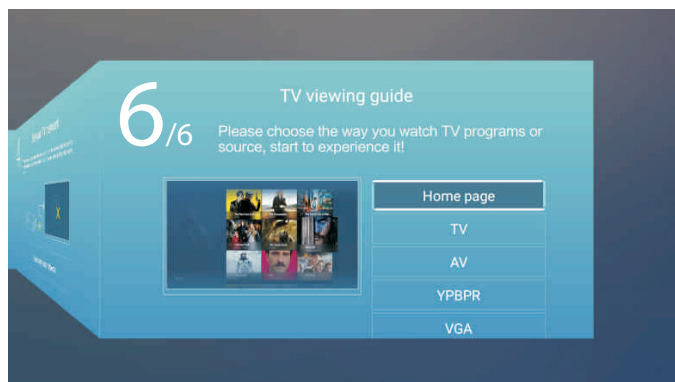 6/6
TV viewing guide
Please choose the way you watch TV programs or
source, start to experience it!
Home page
TV
AV
YPBPR
VGA